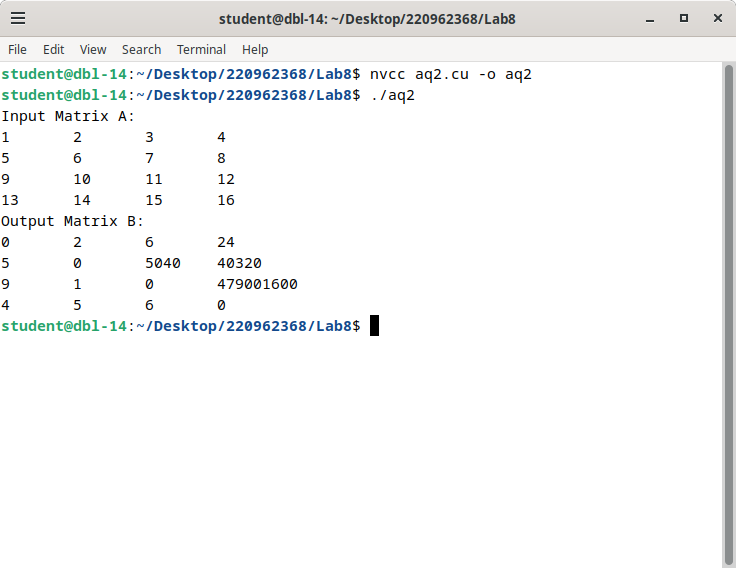 student@dbl-14: ~/Desktop/220962368/Lab8
File Edit View Search Terminal Help
student@dbl-14:~/Desktop/220962368/Lab8$ nvcc aq2.cu -o aq2
student@dbl-14:~/Desktop/220962368/Lab8$ ./aq2
Input Matrix A:
1 2 3 4
5 6 7 8
9 10 11 12
13 14 15 16
Output Matrix B:
0 2 6 24
5 0 5040 40320
9 1 0 479001600
4 5 6 0
student@dbl-14:~/Desktop/220962368/Lab8$